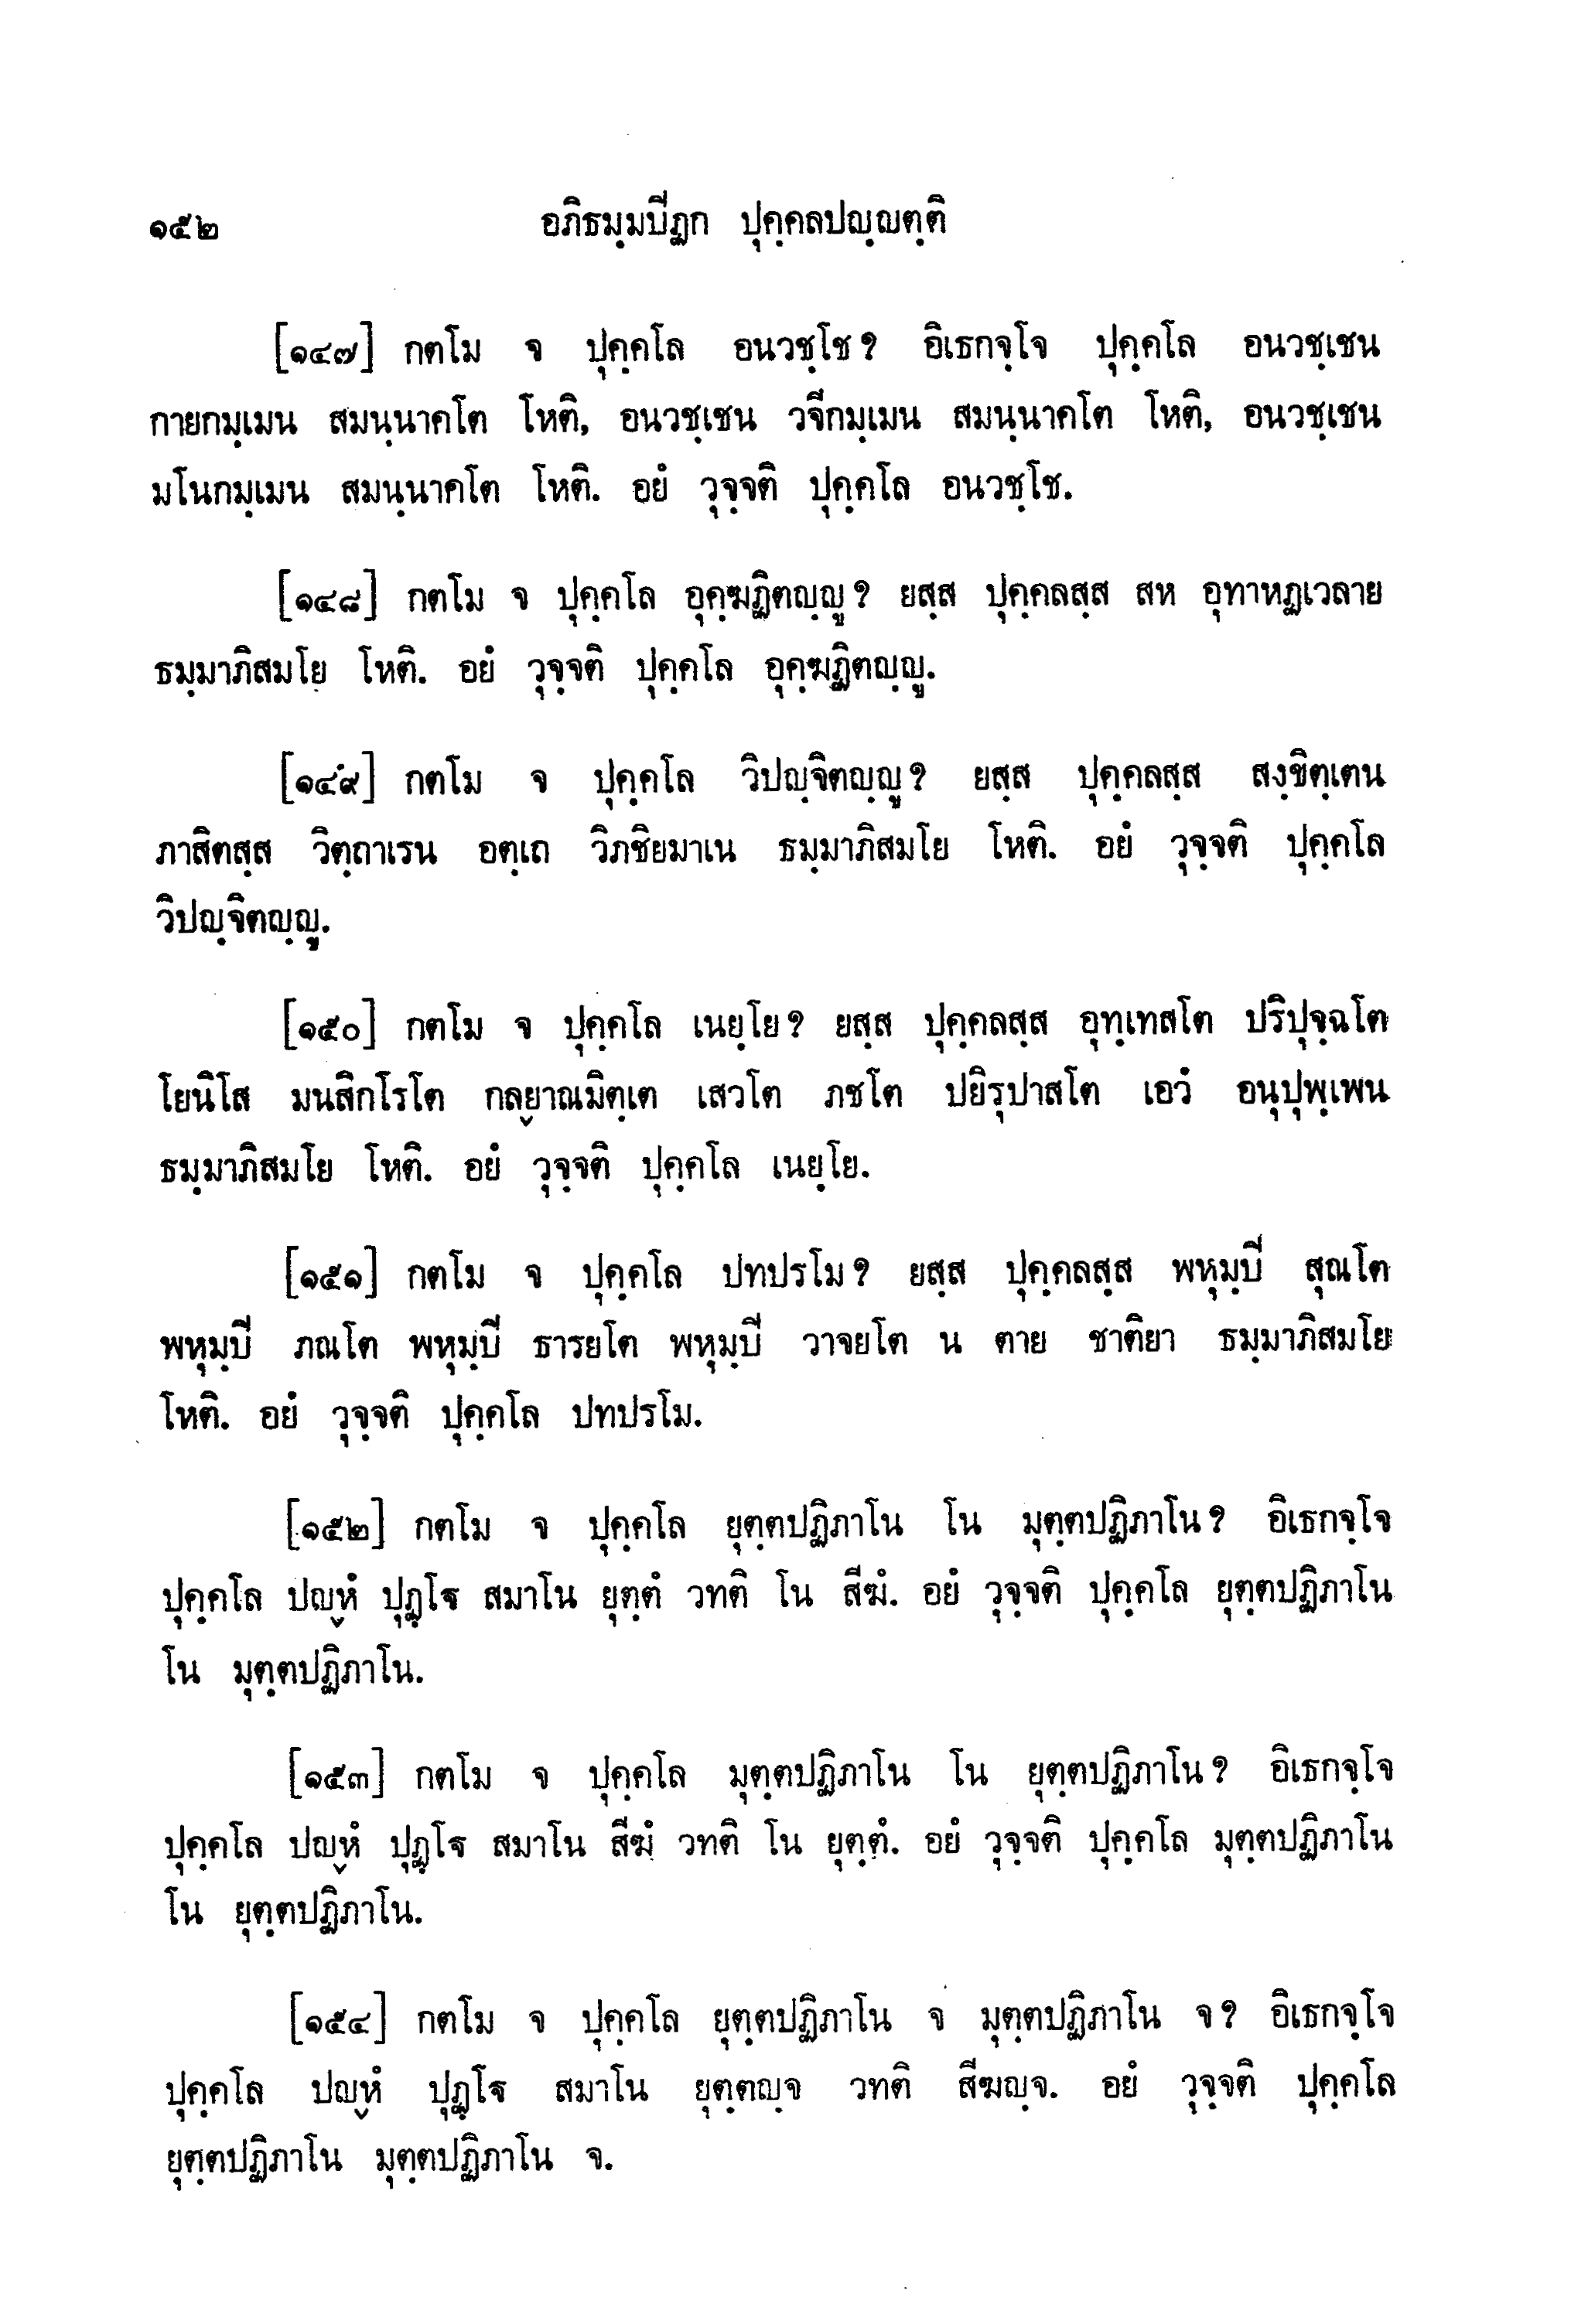 ๑๕๒ อภิธมฺมปิฏก ปุคฺคลปญฺญตฺติ
[๑๔๗] กตโม จ ปุคฺคโล อนวชฺโช? อิเธกจฺโจ ปุคฺคโล อนวชฺเชน
กายกมฺเมน สมนฺนาคโต โหติ, อนวชฺเชน วจีกมฺเมน สมนฺนาคโต โหติ, อนวชฺเชน
มโนกมฺเมน สมนฺนาคโต โหติ. อยํ วุจฺจติ ปุคฺคโล อนวชฺโช.
[๑๔๘] กตโม จ ปุคฺคโล อุคฺฆฏิตญฺญู? ยสฺส ปุคฺคลสฺส สห อุทาหฏเวลาย
ธมฺมาภิสมโย โหติ. อยํ วุจฺจติ ปุคฺคโล อุคฺฆฏิตญฺญู.
[๑๔๙] กตโม จ ปุคฺคโล วิปญฺจิตญฺญู? ยสฺส ปุคฺคลสฺส สงฺขิตฺเตน
ภาสิตสฺส วิตฺถาเรน อตฺเถ วิภชิยมาเน ธมฺมาภิสมโย โหติ. อยํ วุจฺจติ ปุคฺคโล
วิปญฺจิตญฺญู.
[๑๕๐] กตโม จ ปุคฺคโล เนยฺโย? ยสฺส ปุคฺคลสฺส อุทฺเทสโต ปริปุจฺฉโต
โยนิโส มนสิกโรโต กลฺยาณมิตฺเต เสวโต ภชโต ปยิรุปาสโต เอวํ อนุปุพฺเพน
ธมฺมาภิสมโย โหติ. อยํ วุจฺจติ ปุคฺคโล เนยฺโย.
[๑๕๑] กตโม จ ปุคฺคโล ปทปรโม? ยสฺส ปุคฺคลสฺส พหุมฺปิ สุณโต
พหุมฺปิ ภณโต พหุมฺปิ ธารยโต พหุมฺปิ วาจยโต น ตาย ชาติยา ธมฺมาภิสมโย
โหติ. อยํ วุจฺจติ ปุคฺคโล ปทปรโม.
[๑๕๒] กตโม จ ปุคฺคโล ยุตฺตปฏิภาโน โน มุตฺตปฏิภาโน? อิเธกจฺโจ
ปุคฺคโล ปญฺหํ ปุฏฺโฐ สมาโน ยุตฺตํ วทติ โน สีฆํ. อยํ วุจฺจติ ปุคฺคโล ยุตฺตปฏิภาโน
โน มุตฺตปฏิภาโน.
[๑๕๓] กตโม จ ปุคฺคโล มุตฺตปฏิภาโน โน ยุตฺตปฏิภาโน? อิเธกจฺโจ
ปุคฺคโล ปญฺหํ ปุฏฺโฐ สมาโน สีฆํ วทติ โน ยุตฺตํ. อยํ วุจฺจติ ปุคฺคโล มุตฺตปฏิภาโน
โน ยุตฺตปฏิภาโน.
[๑๕๔] กตโม จ ปุคฺคโล ยุตฺตปฏิภาโน จ มุตฺตปฏิภาโน จ? อิเธกจฺโจ
ปุคฺคโล ปญฺหํ ปุฏฺโฐ สมาโน ยุตฺตญฺจ วทติ สีฆญฺจ. อยํ วุจฺจติ ปุคฺคโล
ยุตฺตปฏิภาโน มุตฺตปฏิภาโน จ.